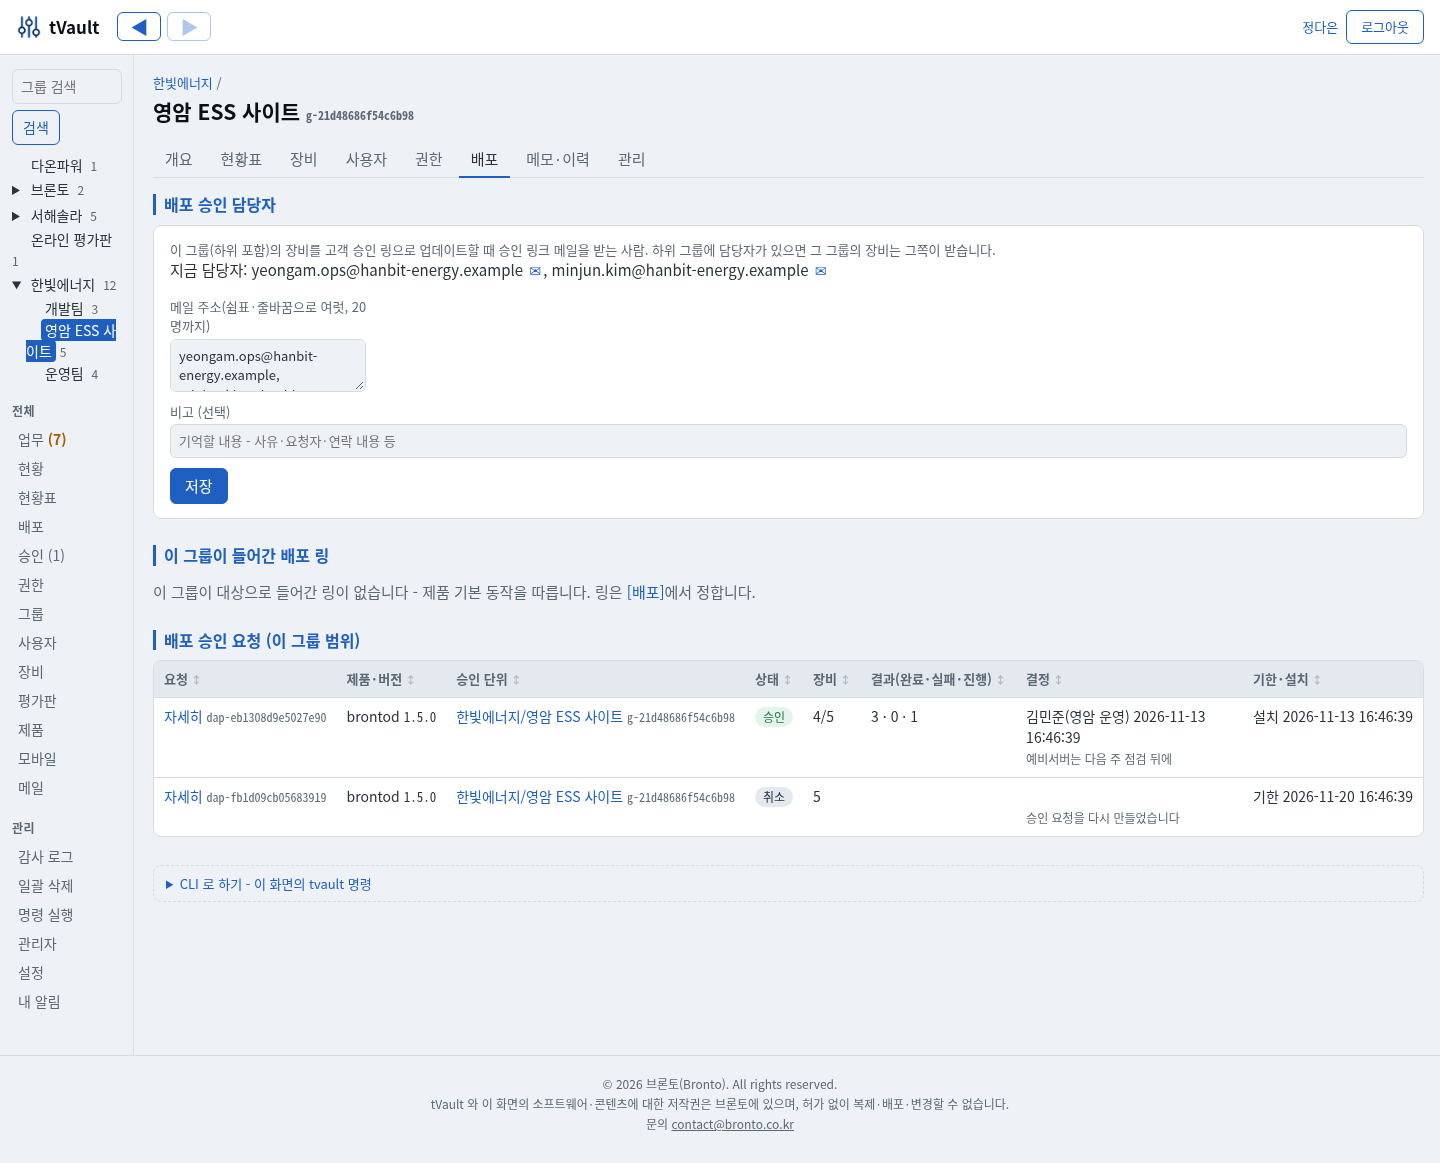 tVault ◀ ▶ 정다은 로그아웃
그룹 검색
검색
다온파워 1
▶ 브론토 2
▶ 서해솔라 5
온라인 평가판
1
▼ 한빛에너지 12
개발팀 3
영암 ESS 사
이트 5
운영팀 4
전체
업무 (7)
현황
현황표
배포
승인 (1)
권한
그룹
사용자
장비
평가판
제품
모바일
메일
관리
감사 로그
일괄 삭제
명령 실행
관리자
설정
내 알림
한빛에너지 /
영암 ESS 사이트 g-21d48686f54c6b98
개요 현황표 장비 사용자 권한 배포 메모·이력 관리
배포 승인 담당자
이 그룹(하위 포함)의 장비를 고객 승인 링으로 업데이트할 때 승인 링크 메일을 받는 사람. 하위 그룹에 담당자가 있으면 그 그룹의 장비는 그쪽이 받습니다.
지금 담당자: yeongam.ops@hanbit-energy.example ✉, minjun.kim@hanbit-energy.example ✉
메일 주소(쉼표·줄바꿈으로 여럿, 20
명까지)
yeongam.ops@hanbit-
energy.example,
비고 (선택)
기억할 내용 - 사유·요청자·연락 내용 등
저장
이 그룹이 들어간 배포 링
이 그룹이 대상으로 들어간 링이 없습니다 - 제품 기본 동작을 따릅니다. 링은 [배포]에서 정합니다.
배포 승인 요청 (이 그룹 범위)
요청 ↕ 제품·버전 ↕ 승인 단위 ↕ 상태 ↕ 장비 ↕ 결과(완료·실패·진행) ↕ 결정 ↕ 기한·설치 ↕
자세히 dap-eb1308d9e5027e90 brontod 1.5.0 한빛에너지/영암 ESS 사이트 g-21d48686f54c6b98 승인 4/5 3 · 0 · 1 김민준(영암 운영) 2026-11-13 설치 2026-11-13 16:46:39
16:46:39
예비서버는 다음 주 점검 뒤에
자세히 dap-fb1d09cb05683919 brontod 1.5.0 한빛에너지/영암 ESS 사이트 g-21d48686f54c6b98 취소 5 기한 2026-11-20 16:46:39
승인 요청을 다시 만들었습니다
▶ CLI 로 하기 - 이 화면의 tvault 명령
© 2026 브론토(Bronto). All rights reserved.
tVault 와 이 화면의 소프트웨어·콘텐츠에 대한 저작권은 브론토에 있으며, 허가 없이 복제·배포·변경할 수 없습니다.
문의 contact@bronto.co.kr